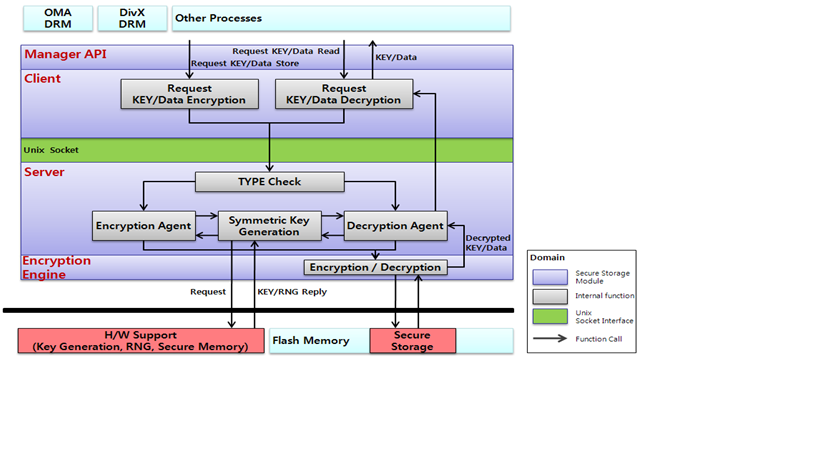 OMA
DRM
DivX
DRM
Other Processes
Manager API
Request KEY/Data Read
Request KEY/Data Store
KEY/Data
Client
Request
KEY/Data Encryption
Request
KEY/Data Decryption
Unix Socket
Server
TYPE Check
Encryption Agent
Symmetric Key
Generation
Decryption Agent
Decrypted
KEY/Data
Encryption
Engine
Encryption / Decryption
Request
KEY/RNG Reply
H/W Support
(Key Generation, RNG, Secure Memory)
Flash Memory
Secure
Storage
Domain
Secure Storage
Module
Internal function
Unix
Socket Interface
Function Call